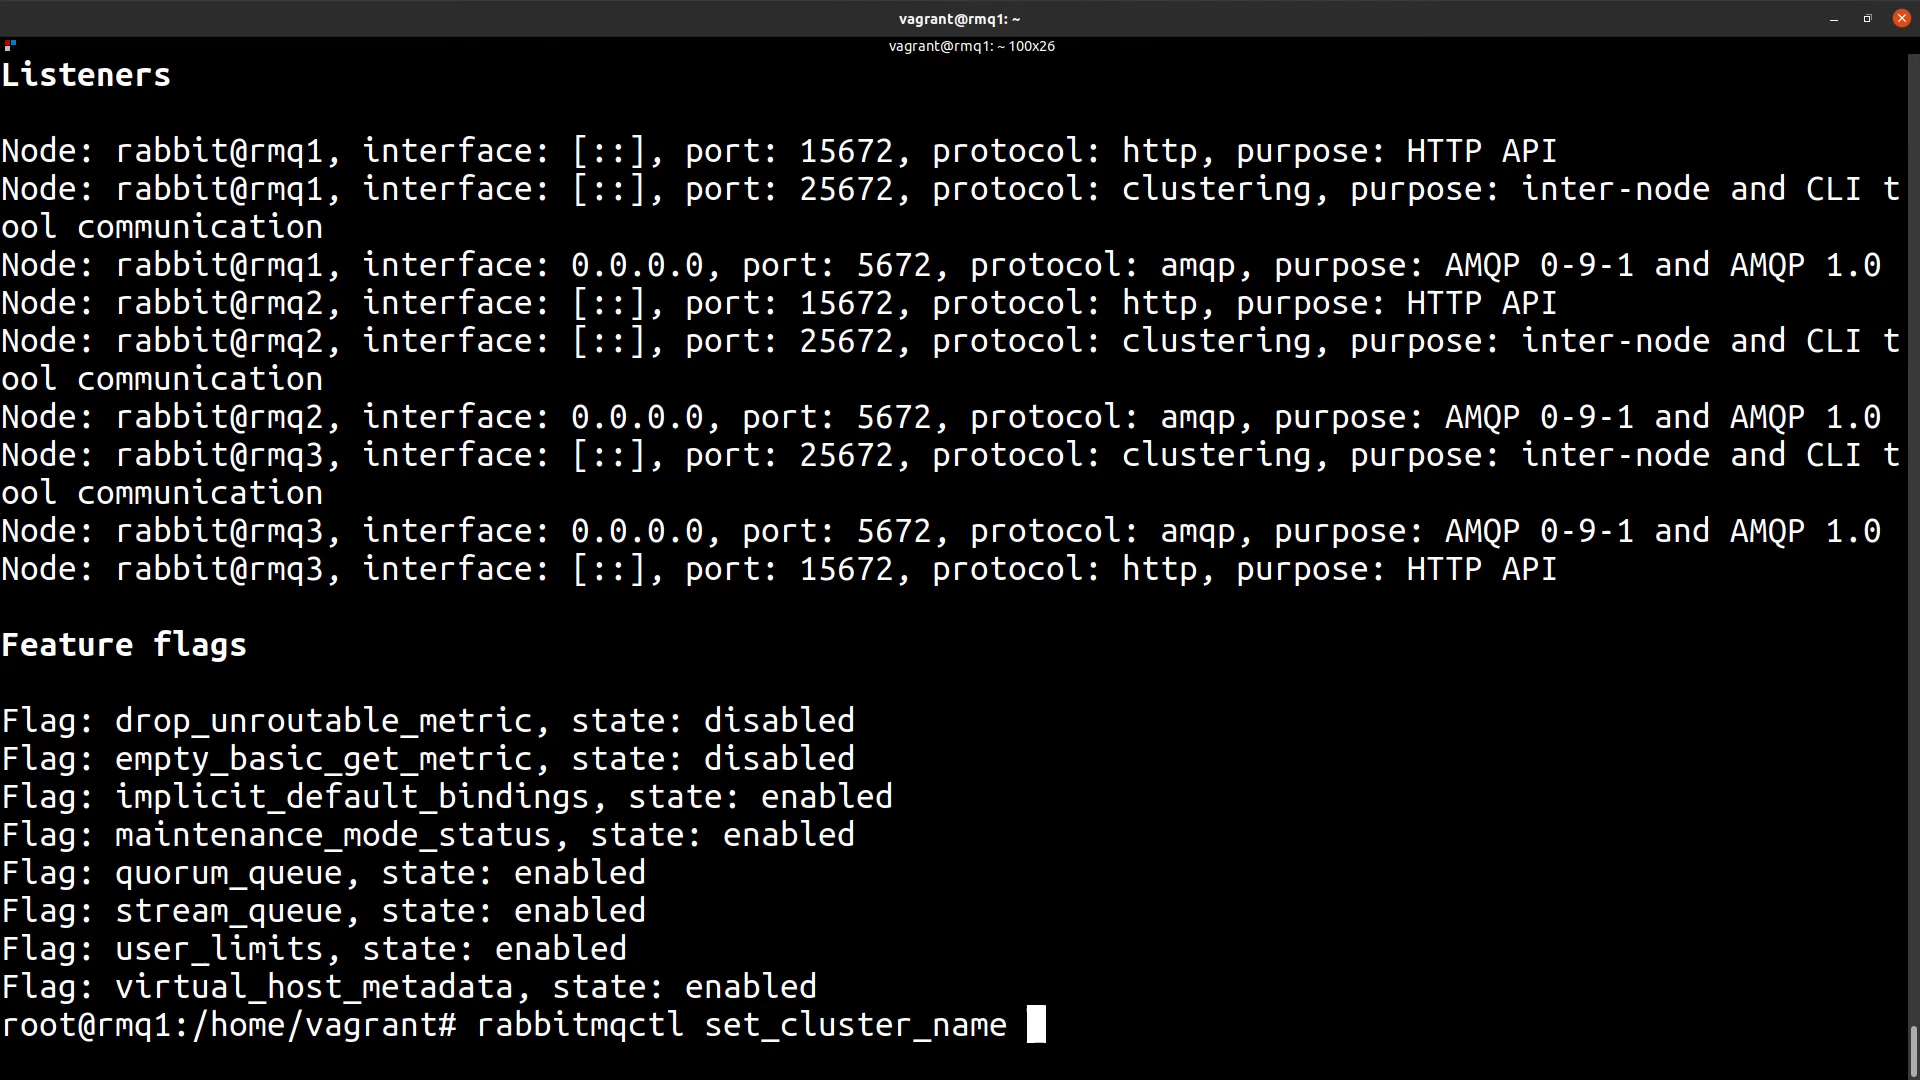 vagrant@rmq1: ~
vagrant@rmq1: ~ 100x26
Listeners
Node: rabbit@rmq1, interface: [::], port: 15672, protocol: http, purpose: HTTP API
Node: rabbit@rmq1, interface: [::], port: 25672, protocol: clustering, purpose: inter-node and CLI t
ool communication
Node: rabbit@rmq1, interface: 0.0.0.0, port: 5672, protocol: amqp, purpose: AMQP 0-9-1 and AMQP 1.0
Node: rabbit@rmq2, interface: [::], port: 15672, protocol: http, purpose: HTTP API
Node: rabbit@rmq2, interface: [::], port: 25672, protocol: clustering, purpose: inter-node and CLI t
ool communication
Node: rabbit@rmq2, interface: 0.0.0.0, port: 5672, protocol: amqp, purpose: AMQP 0-9-1 and AMQP 1.0
Node: rabbit@rmq3, interface: [::], port: 25672, protocol: clustering, purpose: inter-node and CLI t
ool communication
Node: rabbit@rmq3, interface: 0.0.0.0, port: 5672, protocol: amqp, purpose: AMQP 0-9-1 and AMQP 1.0
Node: rabbit@rmq3, interface: [::], port: 15672, protocol: http, purpose: HTTP API
Feature flags
Flag: drop_unroutable_metric, state: disabled
Flag: empty_basic_get_metric, state: disabled
Flag: implicit_default_bindings, state: enabled
Flag: maintenance_mode_status, state: enabled
Flag: quorum_queue, state: enabled
Flag: stream_queue, state: enabled
Flag: user_limits, state: enabled
Flag: virtual_host_metadata, state: enabled
root@rmq1:/home/vagrant# rabbitmqctl set_cluster_name